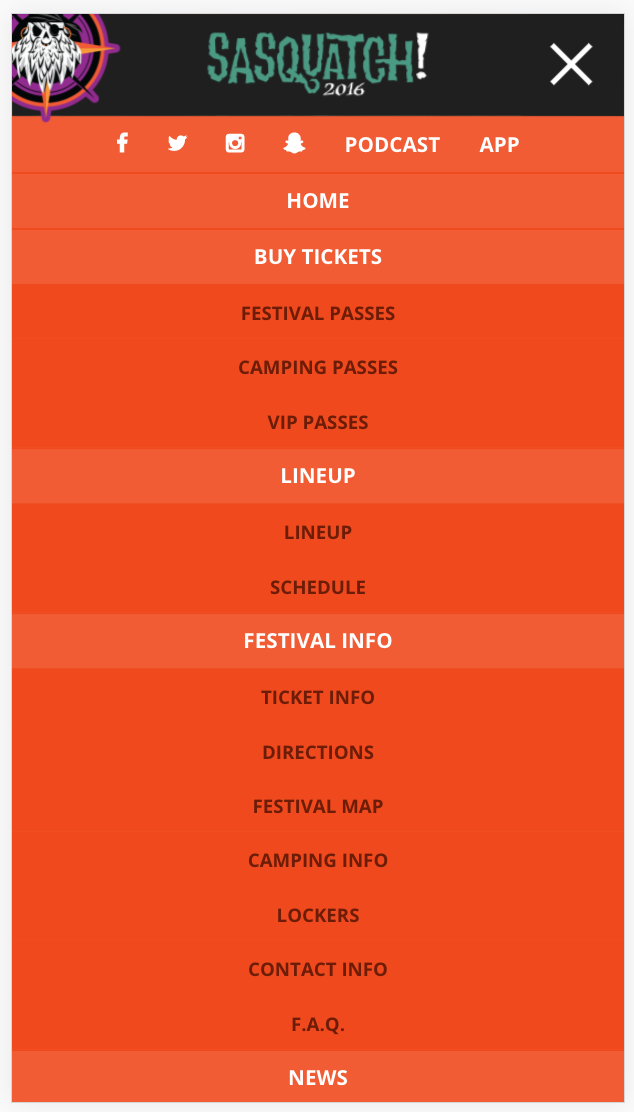 SASQUATCH!
2016
PODCAST APP
HOME
BUY TICKETS
FESTIVAL PASSES
CAMPING PASSES
VIP PASSES
LINEUP
LINEUP
SCHEDULE
FESTIVAL INFO
TICKET INFO
DIRECTIONS
FESTIVAL MAP
CAMPING INFO
LOCKERS
CONTACT INFO
F.A.Q.
NEWS